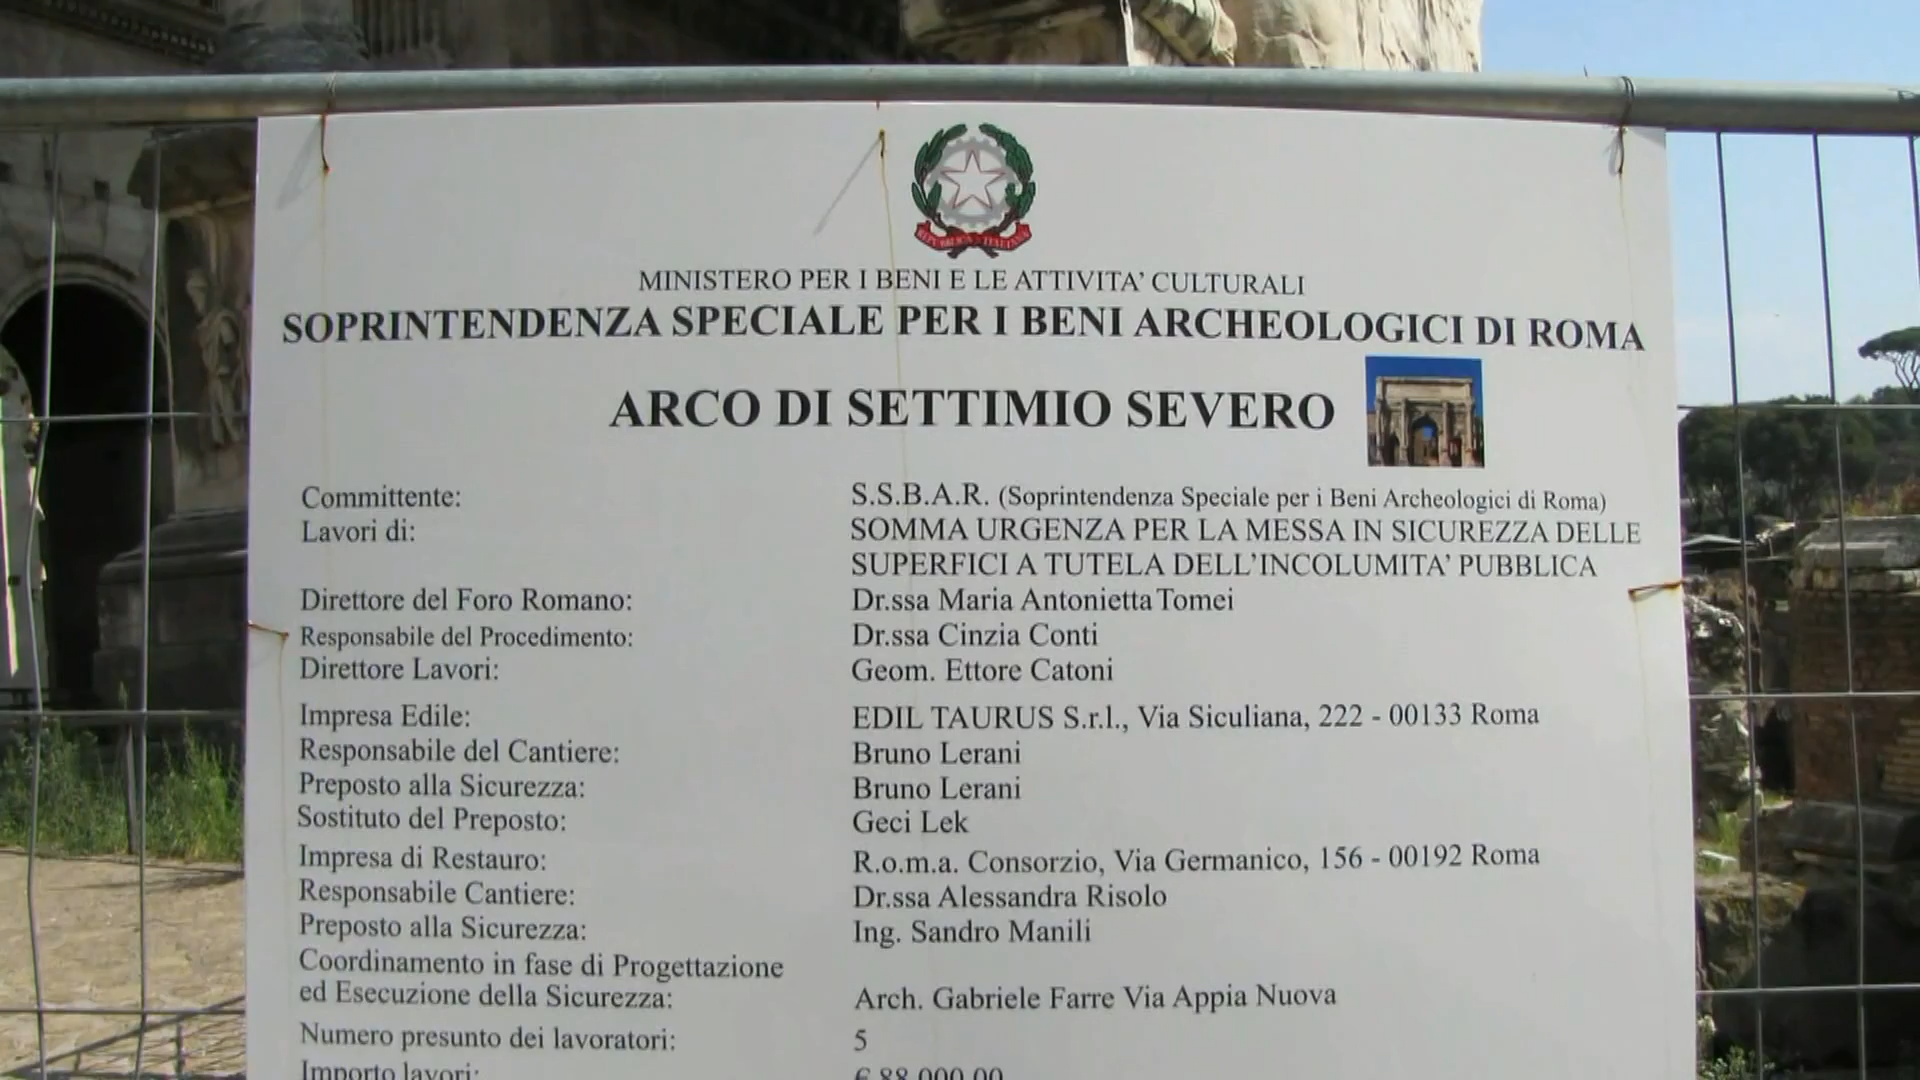 REPVBBLICA ITALIANA
MINISTERO PER I BENI E LE ATTIVITA' CULTURALI
SOPRINTENDENZA SPECIALE PER I BENI ARCHEOLOGICI DI ROMA
ARCO DI SETTIMIO SEVERO
Committente: S.S.B.A.R. (Soprintendenza Speciale per i Beni Archeologici di Roma)
Lavori di: SOMMA URGENZA PER LA MESSA IN SICUREZZA DELLE
SUPERFICI A TUTELA DELL'INCOLUMITA' PUBBLICA
Direttore del Foro Romano: Dr.ssa Maria Antonietta Tomei
Responsabile del Procedimento: Dr.ssa Cinzia Conti
Direttore Lavori: Geom. Ettore Catoni
Impresa Edile: EDIL TAURUS S.r.l., Via Siculiana, 222 - 00133 Roma
Responsabile del Cantiere: Bruno Lerani
Preposto alla Sicurezza: Bruno Lerani
Sostituto del Preposto: Geci Lek
Impresa di Restauro: R.o.m.a. Consorzio, Via Germanico, 156 - 00192 Roma
Responsabile Cantiere: Dr.ssa Alessandra Risolo
Preposto alla Sicurezza: Ing. Sandro Manili
Coordinamento in fase di Progettazione
ed Esecuzione della Sicurezza: Arch. Gabriele Farre Via Appia Nuova
Numero presunto dei lavoratori: 5
Importo lavori: € 88.000,00